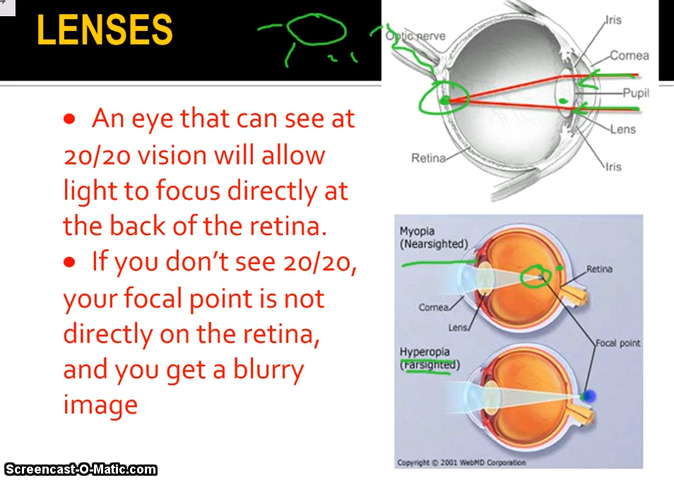 LENSES
• An eye that can see at
20/20 vision will allow
light to focus directly at
the back of the retina.
• If you don't see 20/20,
your focal point is not
directly on the retina,
and you get a blurry
image
Optic nerve
Iris
Cornea
Pupil
Lens
Iris
Retina
Myopia
(Nearsighted)
Retina
Cornea
Lens
Focal point
Hyperopia
(Farsighted)
Copyright © 2001 WebMD Corporation
Screencast-O-Matic.com